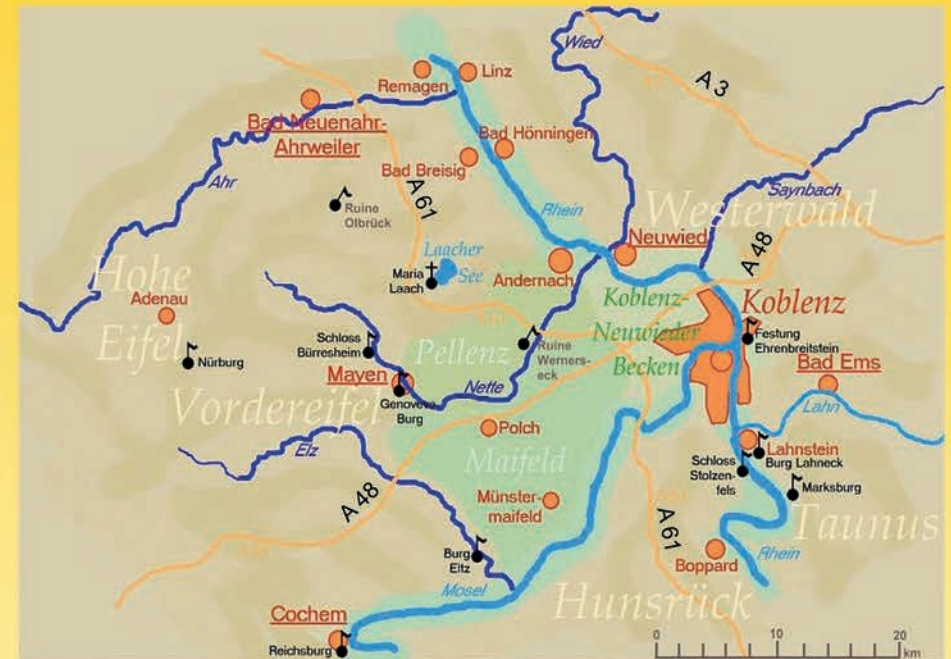 Wied
A 3
Remagen
Linz
Bad Neuenahr-
Ahrweiler
Bad Hönningen
Bad Breisig
Ahr
A 61
Saynbach
Ruine
Olbrück
Rhein
Westerwald
Neuwied
A 48
Laacher
See
Maria
Laach
Andernach
Hohe
Eifel
Adenau
Koblenz-
Neuwieder
Becken
Koblenz
Festung
Ehrenbreitstein
A61
Schloss
Bürresheim
Pellenz
Ruine
Werners-
eck
Nürburg
Bad Ems
Mayen
Nette
Genoveva
Burg
Vordereifel
Lahn
Polch
Elz
Maifeld
Lahnstein
Burg Lahneck
Schloss
Stolzen-
fels
Marksburg
A 48
Münster-
maifeld
A61
A 61
Taunus
A48
Burg
Eltz
Boppard
Rhein
Mosel
Hunsrück
Cochem
Reichsburg
0 10 20
km